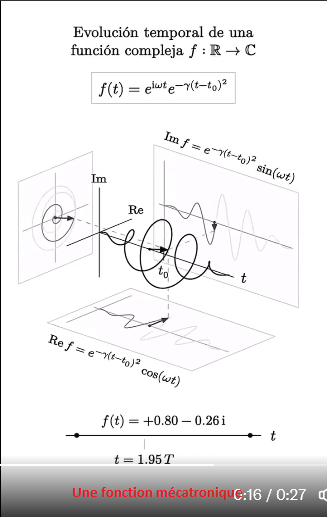 Evolución temporal de una
función compleja f : ℝ → ℂ
f(t) = e^{iωt}e^{−γ(t−t₀)²}
Im f = e^{−γ(t−t₀)²} sin(ωt)
Im
Re
t₀
t
Re f = e^{−γ(t−t₀)²} cos(ωt)
f(t) = +0.80 − 0.26 i
t
t = 1.95 T
Une fonction mécatronique
6:16 / 0:27